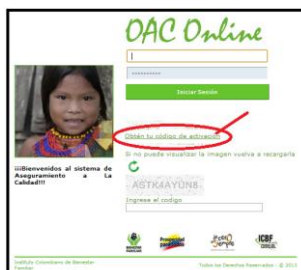 OAC Online
Iniciar Sesión
Obtén tu código de activación
Si no puede visualizar la imagen vuelva a recargarla
A5TK4AYUN8
Ingrese el codigo
¡¡¡Bienvenidos al sistema de Aseguramiento a La Calidad!!!
ICBF
Instituto Colombiano de Bienestar Familiar
Todos los Derechos Reservados - © 2013